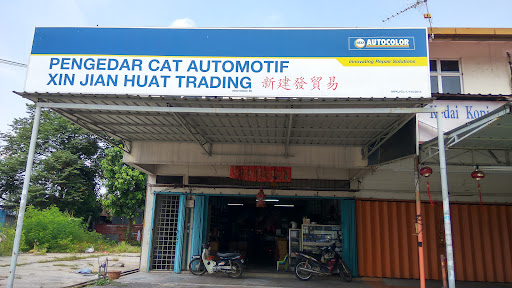 AUTOCOLOR
Innovating Repair Solutions
PENGEDAR CAT AUTOMOTIF
XIN JIAN HUAT TRADING 新建發貿易
Kedai Kopi